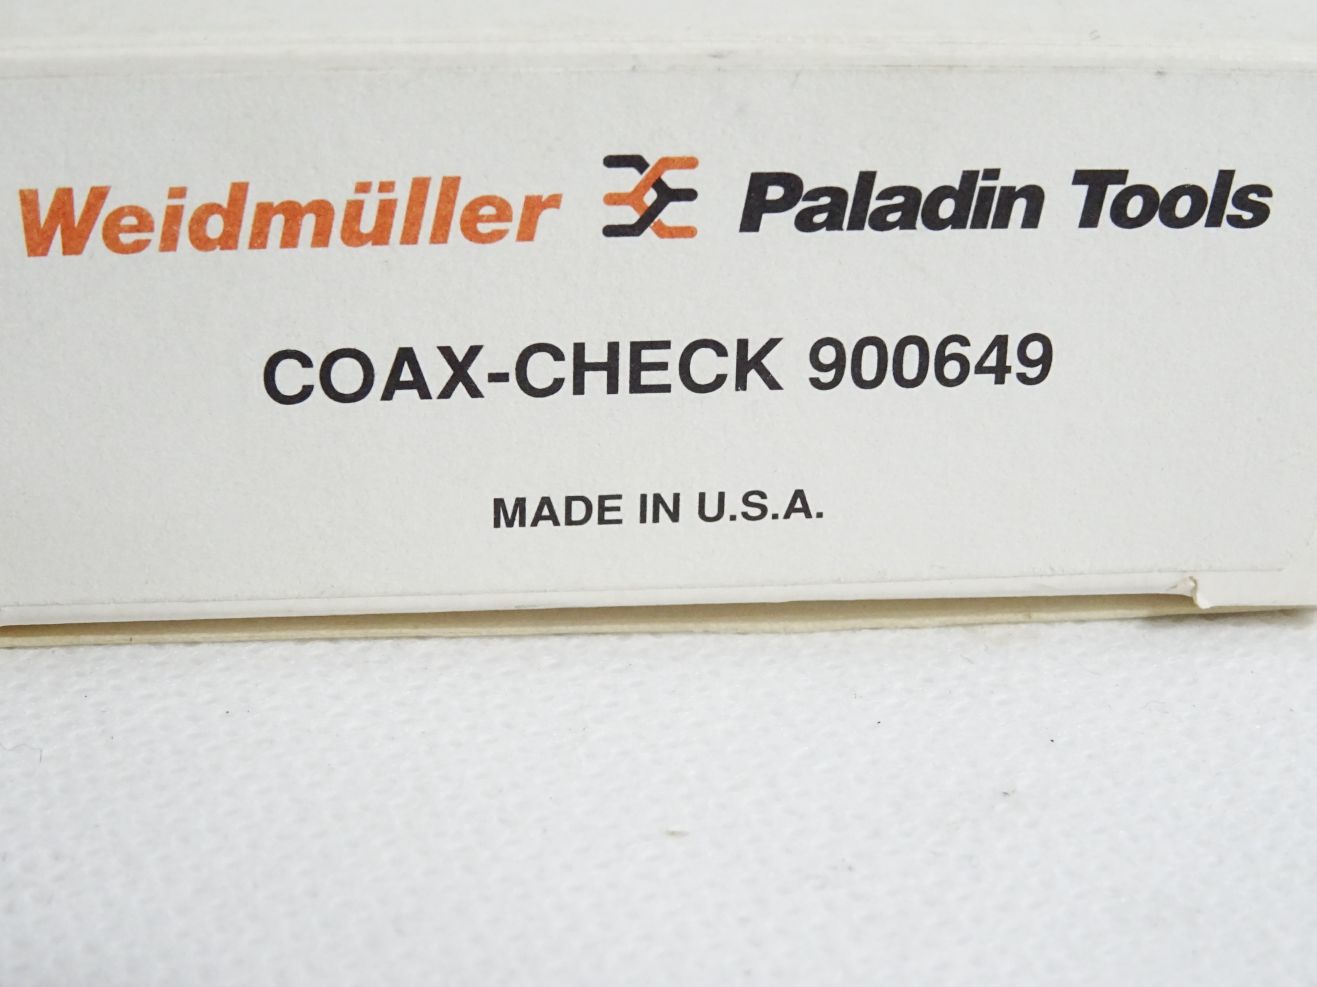 Weidmüller Paladin Tools
COAX-CHECK 900649
MADE IN U.S.A.